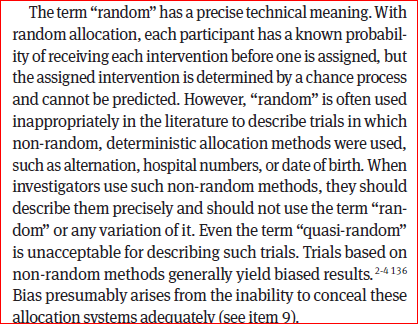 The term “random” has a precise technical meaning. With
random allocation, each participant has a known probabil-
ity of receiving each intervention before one is assigned, but
the assigned intervention is determined by a chance process
and cannot be predicted. However, “random” is often used
inappropriately in the literature to describe trials in which
non-random, deterministic allocation methods were used,
such as alternation, hospital numbers, or date of birth. When
investigators use such non-random methods, they should
describe them precisely and should not use the term “ran-
dom” or any variation of it. Even the term “quasi-random”
is unacceptable for describing such trials. Trials based on
non-random methods generally yield biased results. 2-4 136
Bias presumably arises from the inability to conceal these
allocation systems adequately (see item 9).